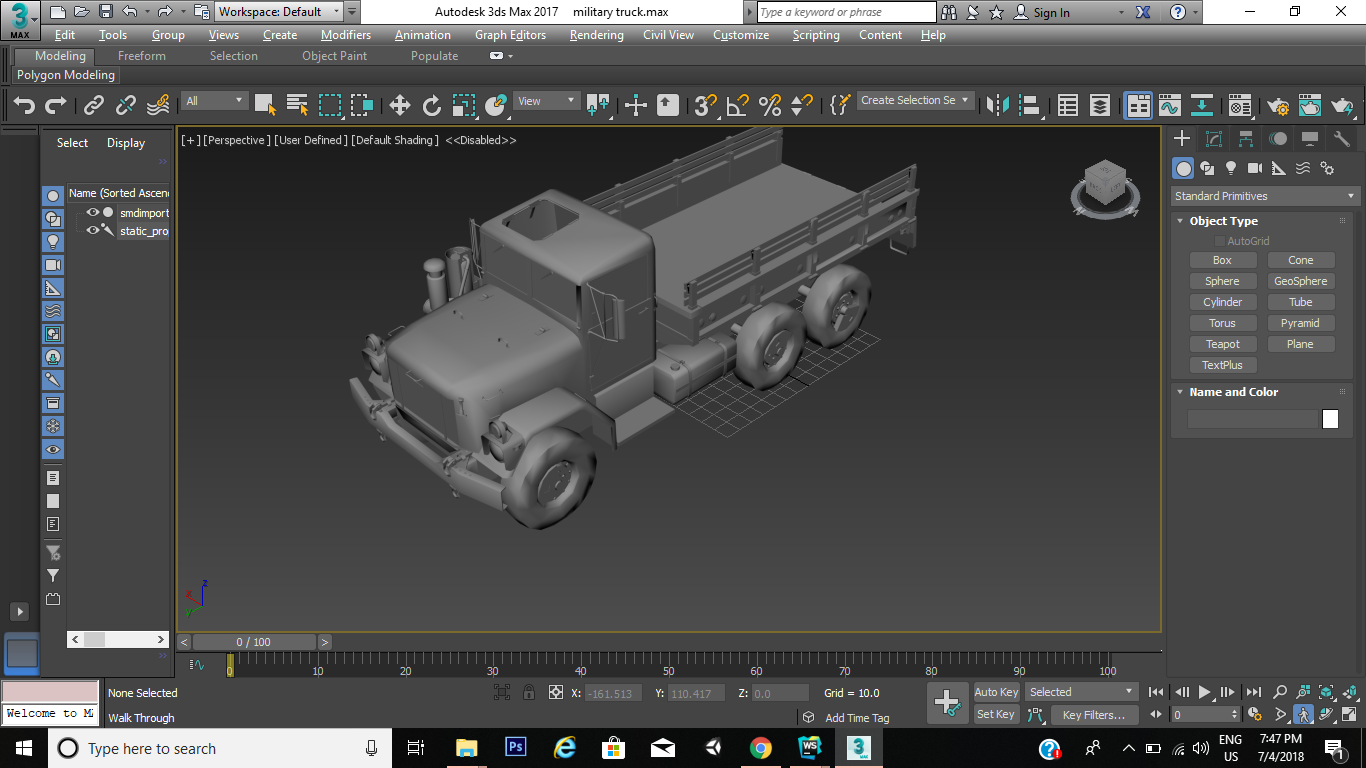 3
MAX
Workspace: Default
Autodesk 3ds Max 2017 military truck.max
Type a keyword or phrase
Sign In
Edit Tools Group Views Create Modifiers Animation Graph Editors Rendering Civil View Customize Scripting Content Help
Modeling Freeform Selection Object Paint Populate
Polygon Modeling
All
View
3
Create Selection Se
Select Display
[+] [Perspective] [User Defined] [Default Shading] <<Disabled>>
Name (Sorted Ascen
smdimport
static_pro
Standard Primitives
Object Type
AutoGrid
Box Cone
Sphere GeoSphere
Cylinder Tube
Torus Pyramid
Teapot Plane
TextPlus
Name and Color
z
x
y
< 0 / 100 >
0 10 20 30 40 50 60 70 80 90 100
None Selected
X: -161.513 Y: 110.417 Z: 0.0 Grid = 10.0
Auto Key Selected
Welcome to MA
Walk Through
Add Time Tag
Set Key Key Filters...
0
Type here to search
Ps
WS
3
MAX
ENG
US
7:47 PM
7/4/2018
1